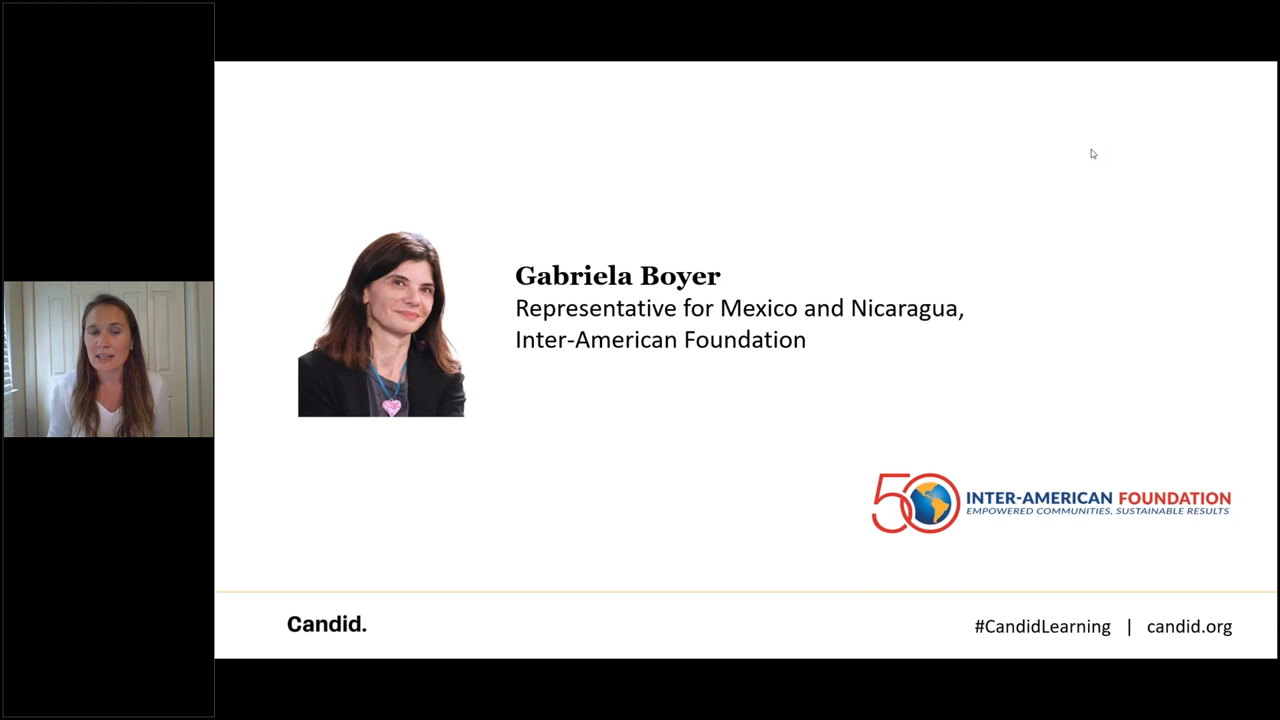 Gabriela Boyer
Representative for Mexico and Nicaragua,
Inter-American Foundation
50 INTER-AMERICAN FOUNDATION
EMPOWERED COMMUNITIES, SUSTAINABLE RESULTS
Candid.
#CandidLearning | candid.org